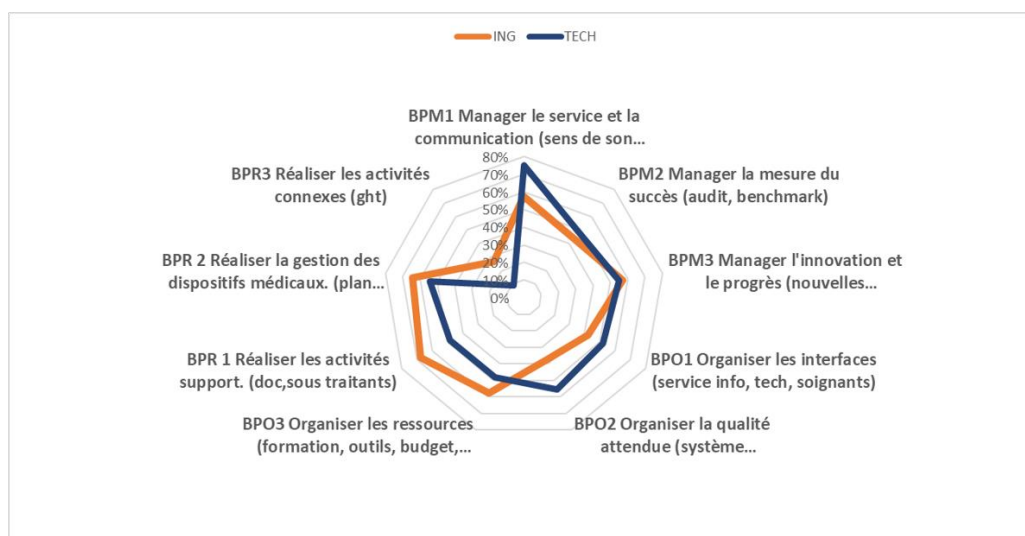 ING TECH
BPM1 Manager le service et la
communication (sens de son…
80%
70%
60%
50%
40%
30%
20%
10%
0%
BPM2 Manager la mesure du
succès (audit, benchmark)
BPM3 Manager l'innovation et
le progrès (nouvelles…
BPO1 Organiser les interfaces
(service info, tech, soignants)
BPO2 Organiser la qualité
attendue (système…
BPO3 Organiser les ressources
(formation, outils, budget,…
BPR 1 Réaliser les activités
support. (doc,sous traitants)
BPR 2 Réaliser la gestion des
dispositifs médicaux. (plan…
BPR3 Réaliser les activités
connexes (ght)